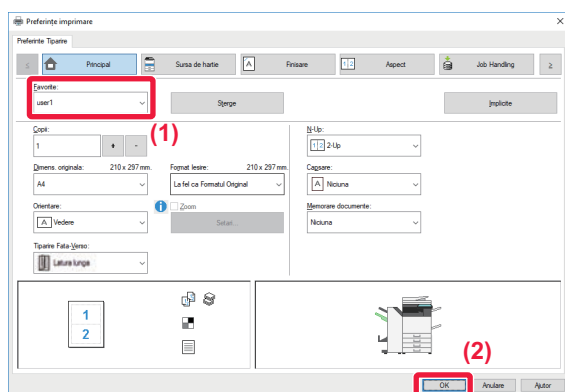 Preferințe imprimare
Preferinte Tiparire
Principal Sursa de hartie Finisare Aspect Job Handling
Favorite:
user1 Sterge Implicite
(1)
Copii: N-Up:
1 + - 1 2 2-Up
Dimens. originala: 210 x 297 mm. Format Iesire: 210 x 297 mm. Capsare:
A4 La fel ca Formatul Original A Niciuna
Orientare: Zoom Memorare documente:
A Vedere Setari... Niciuna
Tiparire Fata-Verso:
Latura lunga
1
2
(2)
OK Anulare Ajutor